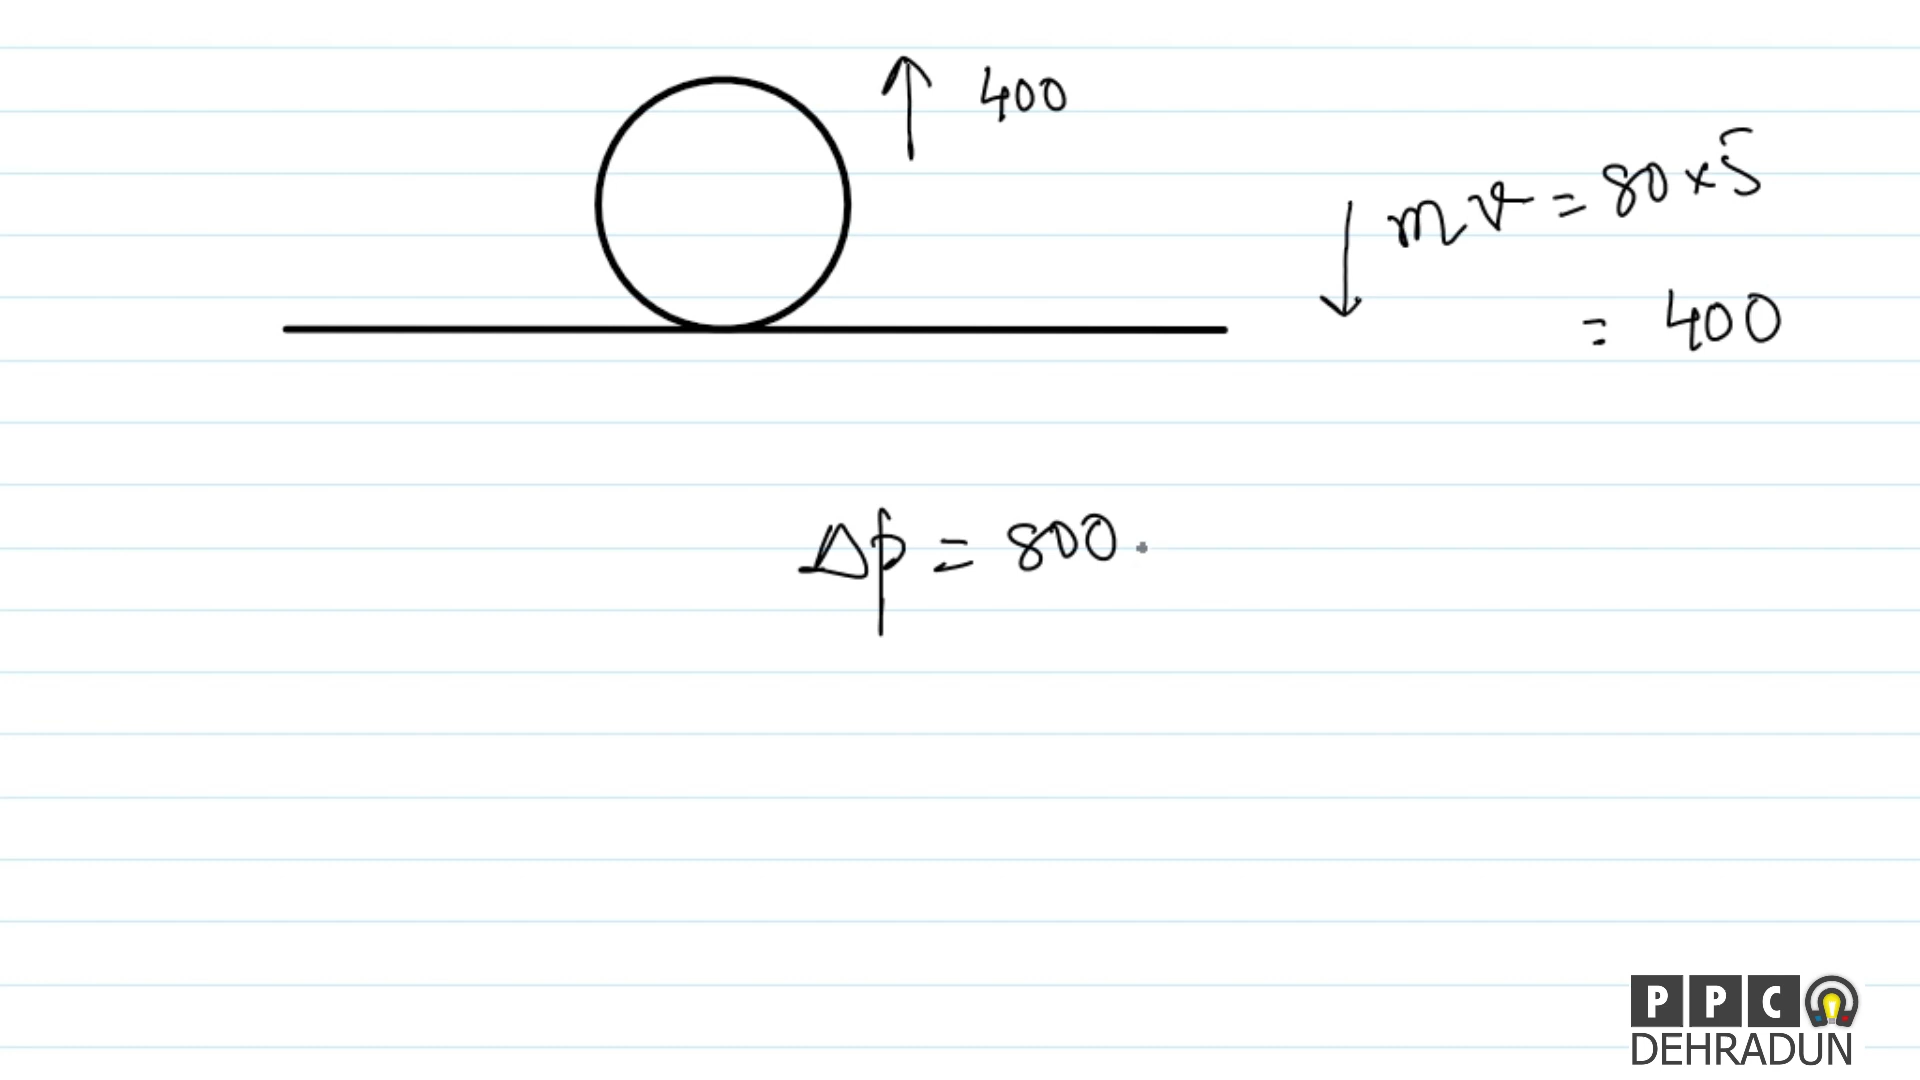 ↑ 400
↓ mv = 80 × 5
= 400
Δp = 800
PPC
DEHRADUN